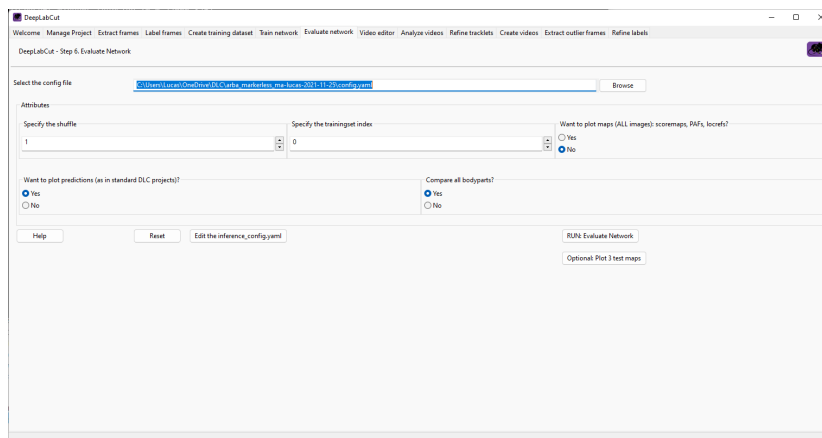 DeepLabCut
Welcome Manage Project Extract frames Label frames Create training dataset Train network Evaluate network Video editor Analyze videos Refine tracklets Create videos Extract outlier frames Refine labels
DeepLabCut - Step 6. Evaluate Network
Select the config file C:\Users\Lucas\OneDrive\DLC\arba_markerless_ma-lucas-2021-11-25\config.yaml Browse
Attributes
Specify the shuffle Specify the trainingset index Want to plot maps (ALL images): scoremaps, PAFs, locrefs?
1 0 Yes
No
Want to plot predictions (as in standard DLC projects)? Compare all bodyparts?
Yes Yes
No No
Help Reset Edit the inference_config.yaml RUN: Evaluate Network
Optional: Plot 3 test maps